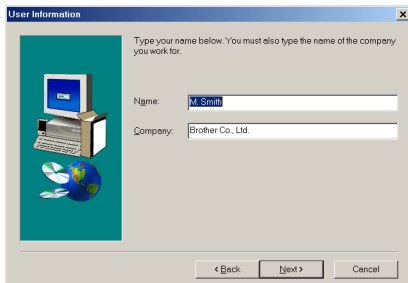 User Information
Type your name below. You must also type the name of the company
you work for.
Name: M. Smith
Company: Brother Co., Ltd.
< Back Next > Cancel